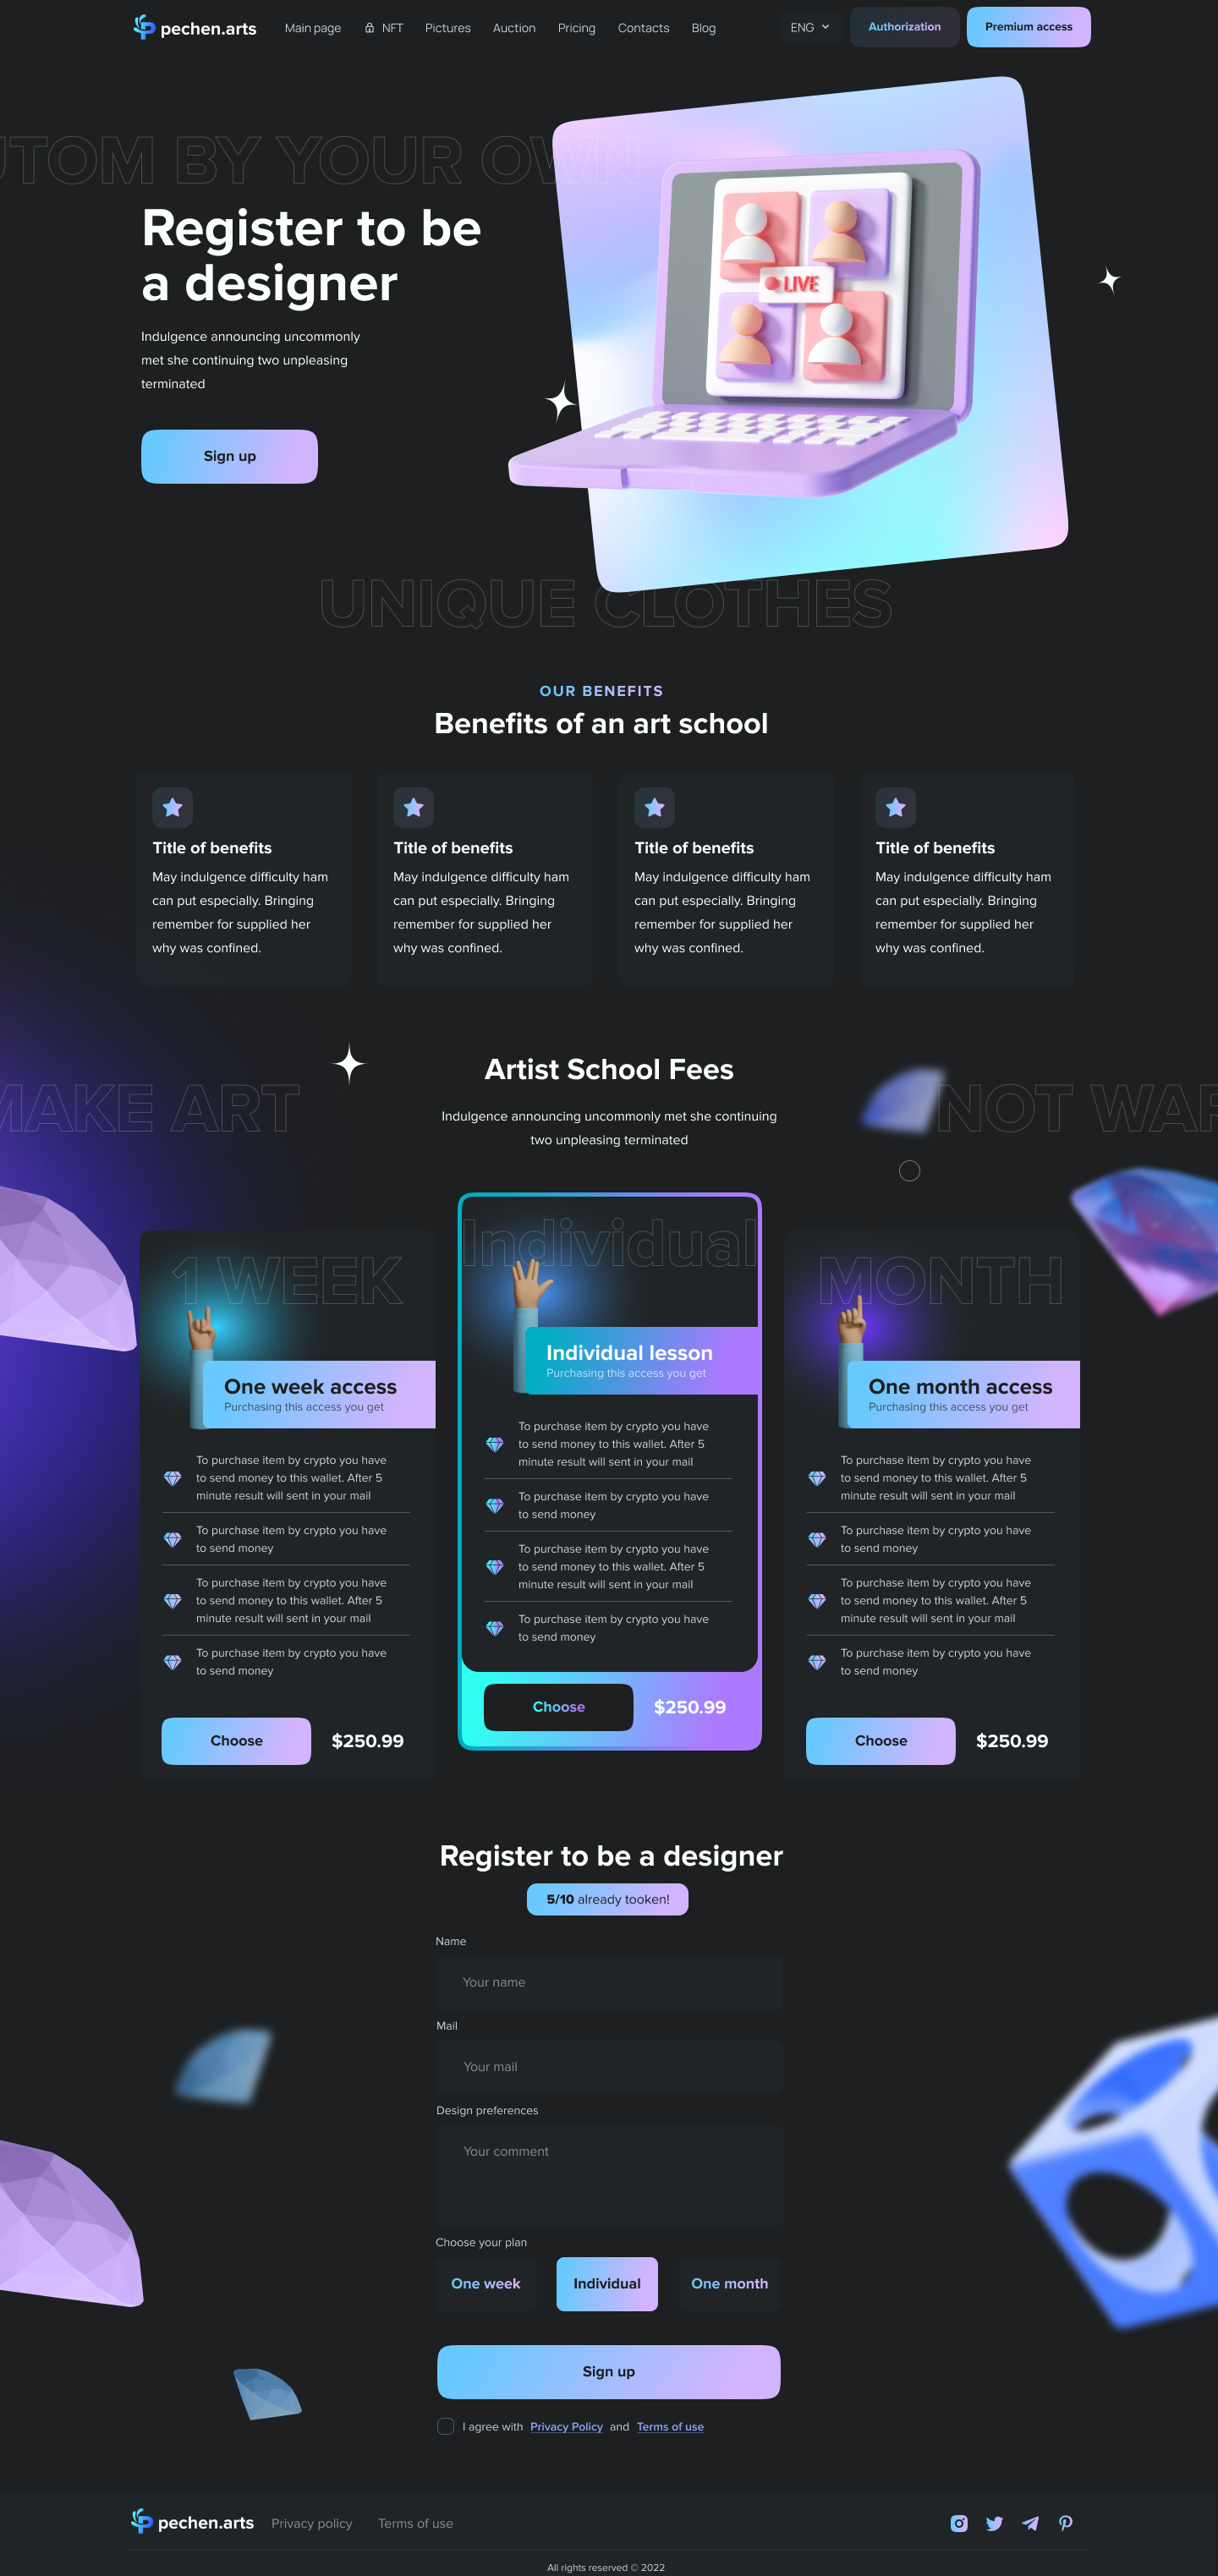 pechen.arts
Main page
NFT
Pictures
Auction
Pricing
Contacts
Blog
ENG
Authorization
Premium access
TOM BY YOUR OWN
Register to be
a designer
Indulgence announcing uncommonly
met she continuing two unpleasing
terminated
Sign up
LIVE
UNIQUE CLOTHES
OUR BENEFITS
Benefits of an art school
Title of benefits
May indulgence difficulty ham
can put especially. Bringing
remember for supplied her
why was confined.
Title of benefits
May indulgence difficulty ham
can put especially. Bringing
remember for supplied her
why was confined.
Title of benefits
May indulgence difficulty ham
can put especially. Bringing
remember for supplied her
why was confined.
Title of benefits
May indulgence difficulty ham
can put especially. Bringing
remember for supplied her
why was confined.
MAKE ART
NOT WAR
Artist School Fees
Indulgence announcing uncommonly met she continuing
two unpleasing terminated
1 WEEK
One week access
Purchasing this access you get
To purchase item by crypto you have
to send money to this wallet. After 5
minute result will sent in your mail
To purchase item by crypto you have
to send money
To purchase item by crypto you have
to send money to this wallet. After 5
minute result will sent in your mail
To purchase item by crypto you have
to send money
Choose
$250.99
Individual
Individual lesson
Purchasing this access you get
To purchase item by crypto you have
to send money to this wallet. After 5
minute result will sent in your mail
To purchase item by crypto you have
to send money
To purchase item by crypto you have
to send money to this wallet. After 5
minute result will sent in your mail
To purchase item by crypto you have
to send money
Choose
$250.99
MONTH
One month access
Purchasing this access you get
To purchase item by crypto you have
to send money to this wallet. After 5
minute result will sent in your mail
To purchase item by crypto you have
to send money
To purchase item by crypto you have
to send money to this wallet. After 5
minute result will sent in your mail
To purchase item by crypto you have
to send money
Choose
$250.99
Register to be a designer
5/10 already tooken!
Name
Your name
Mail
Your mail
Design preferences
Your comment
Choose your plan
One week
Individual
One month
Sign up
I agree with Privacy Policy and Terms of use
pechen.arts
Privacy policy
Terms of use
All rights reserved © 2022